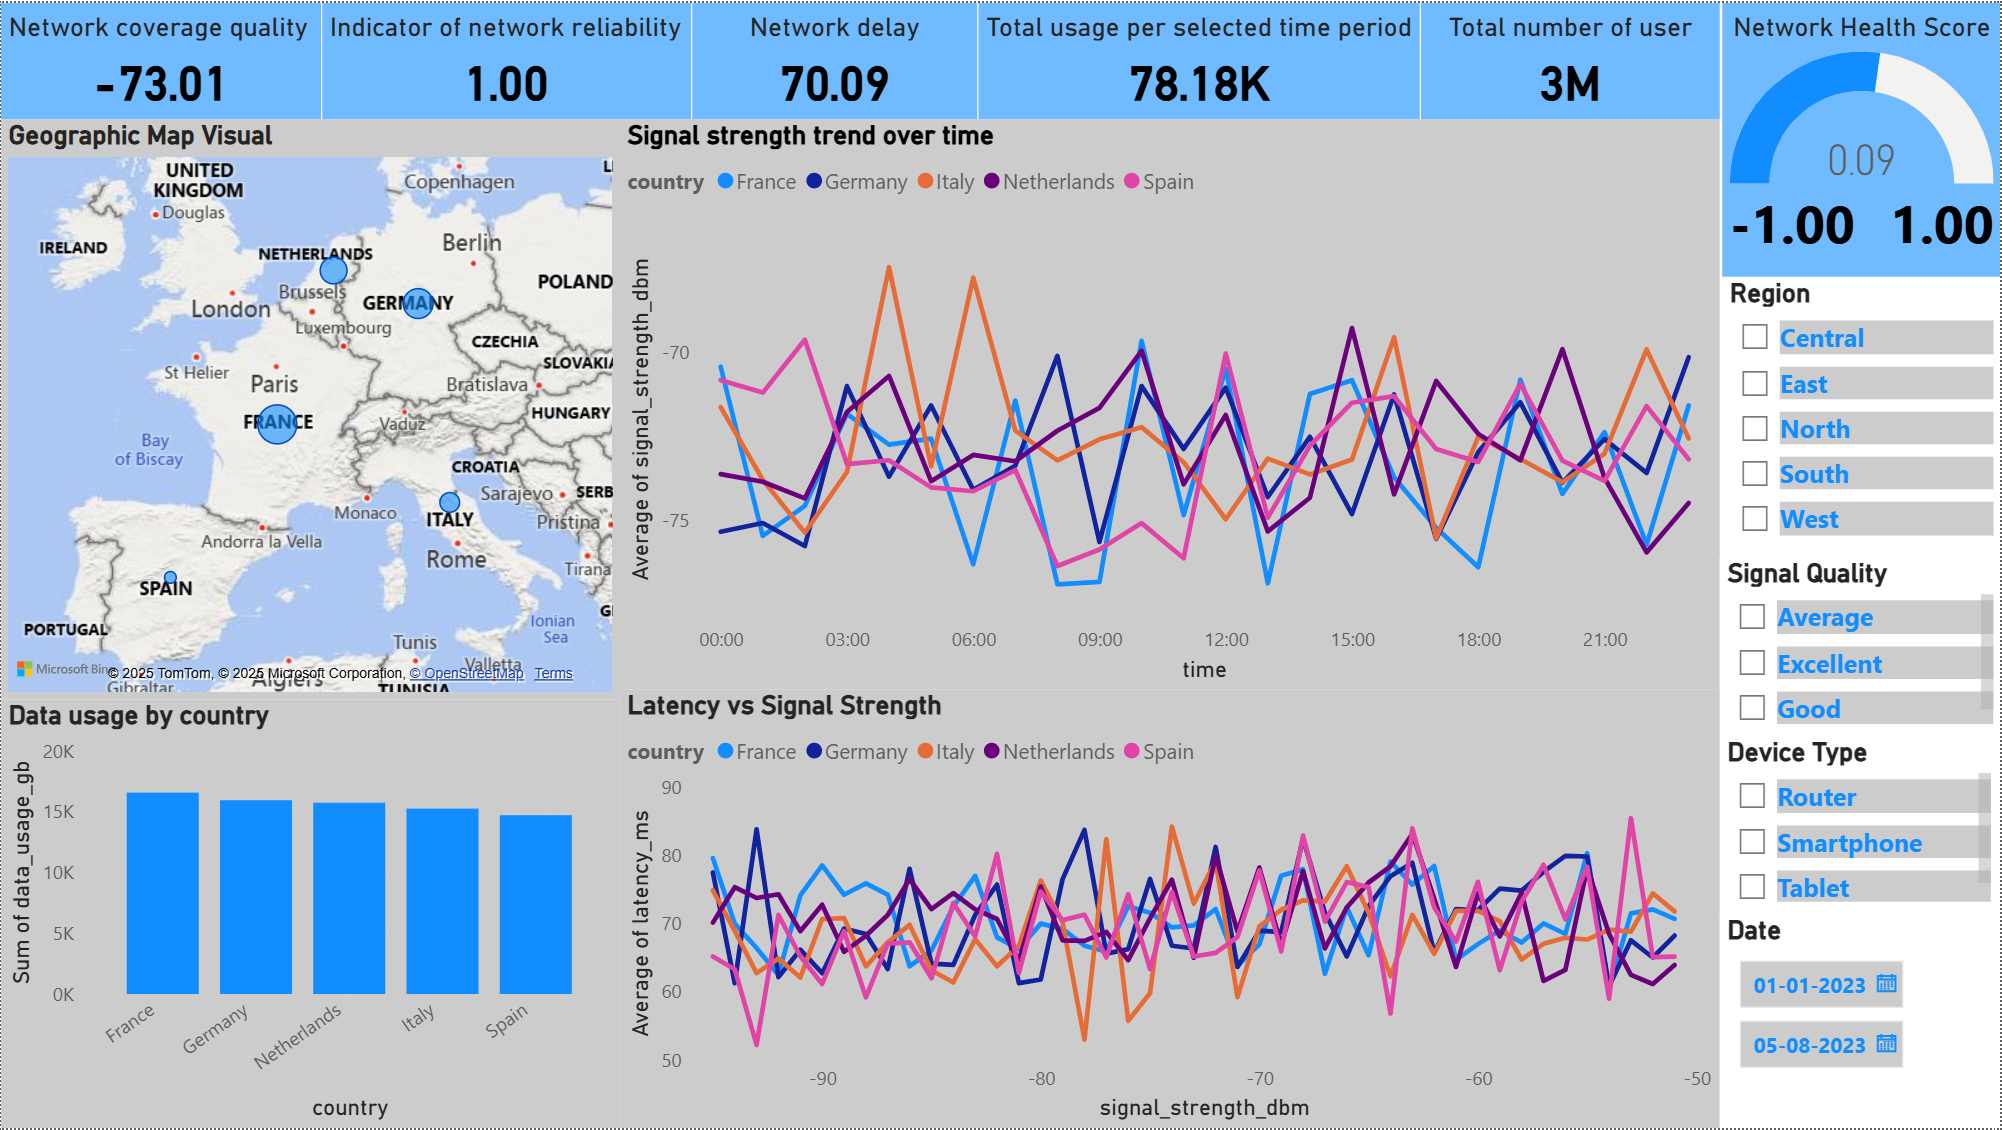 Network coverage quality
-73.01
Indicator of network reliability
1.00
Network delay
70.09
Total usage per selected time period
78.18K
Total number of user
3M
Network Health Score
0.09
-1.00 1.00
Geographic Map Visual
UNITED
KINGDOM
Copenhagen
Douglas
IRELAND
Berlin
NETHERLANDS
POLAND
Brussels
London
GERMANY
Luxembourg
CZECHIA
SLOVAKIA
St Helier
Paris
Bratislava
HUNGARY
FRANCE
Vaduz
Bay
of Biscay
CROATIA
Sarajevo
SERB
Monaco
ITALY
Pristina
Andorra la Vella
Rome
Tirana
SPAIN
PORTUGAL
Ionian
Sea
Tunis
Valletta
Microsoft Bing
© 2025 TomTom, © 2025 Microsoft Corporation, © OpenStreetMap Terms
Gibraltar
Algiers
TUNISIA
Signal strength trend over time
country France Germany Italy Netherlands Spain
Average of signal_strength_dbm
-70
-75
00:00 03:00 06:00 09:00 12:00 15:00 18:00 21:00
time
Data usage by country
Sum of data_usage_gb
20K
15K
10K
5K
0K
France Germany Netherlands Italy Spain
country
Latency vs Signal Strength
country France Germany Italy Netherlands Spain
Average of latency_ms
90
80
70
60
50
-90 -80 -70 -60 -50
signal_strength_dbm
Region
Central
East
North
South
West
Signal Quality
Average
Excellent
Good
Device Type
Router
Smartphone
Tablet
Date
01-01-2023
05-08-2023